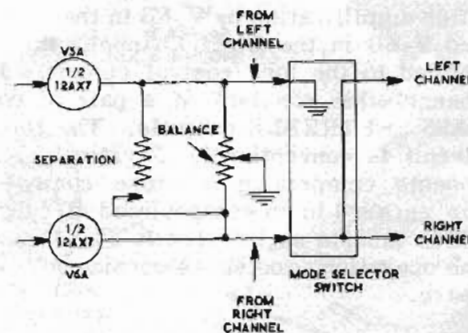 FROM
LEFT
CHANNEL
V5A
1/2
12AX7
LEFT
CHANNEL
BALANCE
SEPARATION
1/2
12AX7
V6A
RIGHT
CHANNEL
MODE SELECTOR
SWITCH
FROM
RIGHT
CHANNEL